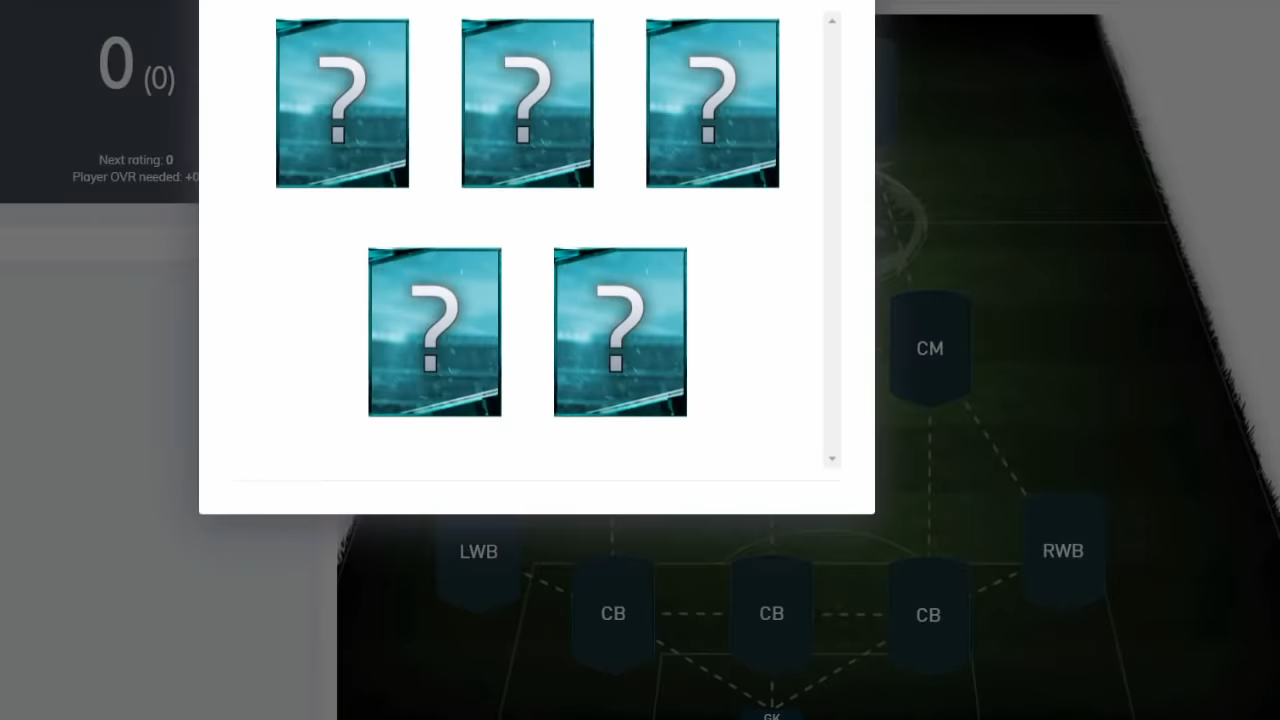 0 (0)
Next rating: 0
Player OVR needed: +0
?
?
?
?
?
CM
LWB
RWB
CB
CB
CB
GK